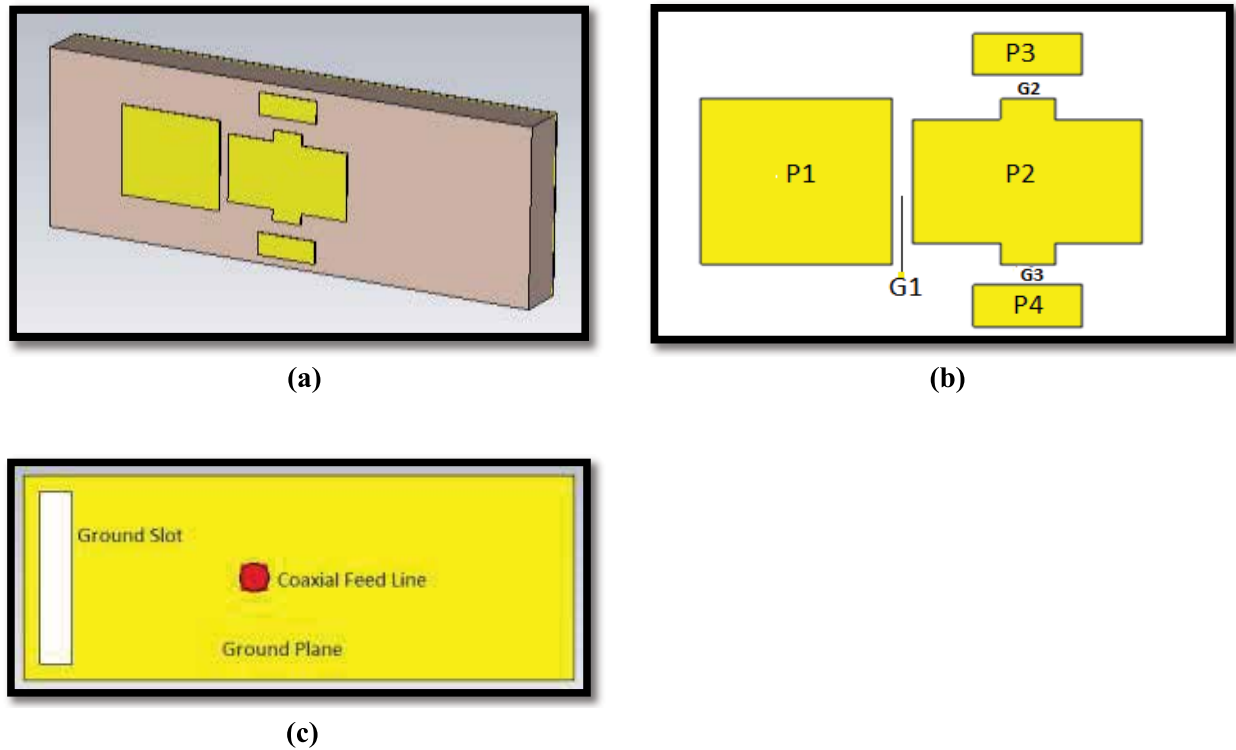 P3
G2
P1
P2
G3
G1
P4
(a)
(b)
Ground Slot
Coaxial Feed Line
Ground Plane
(c)